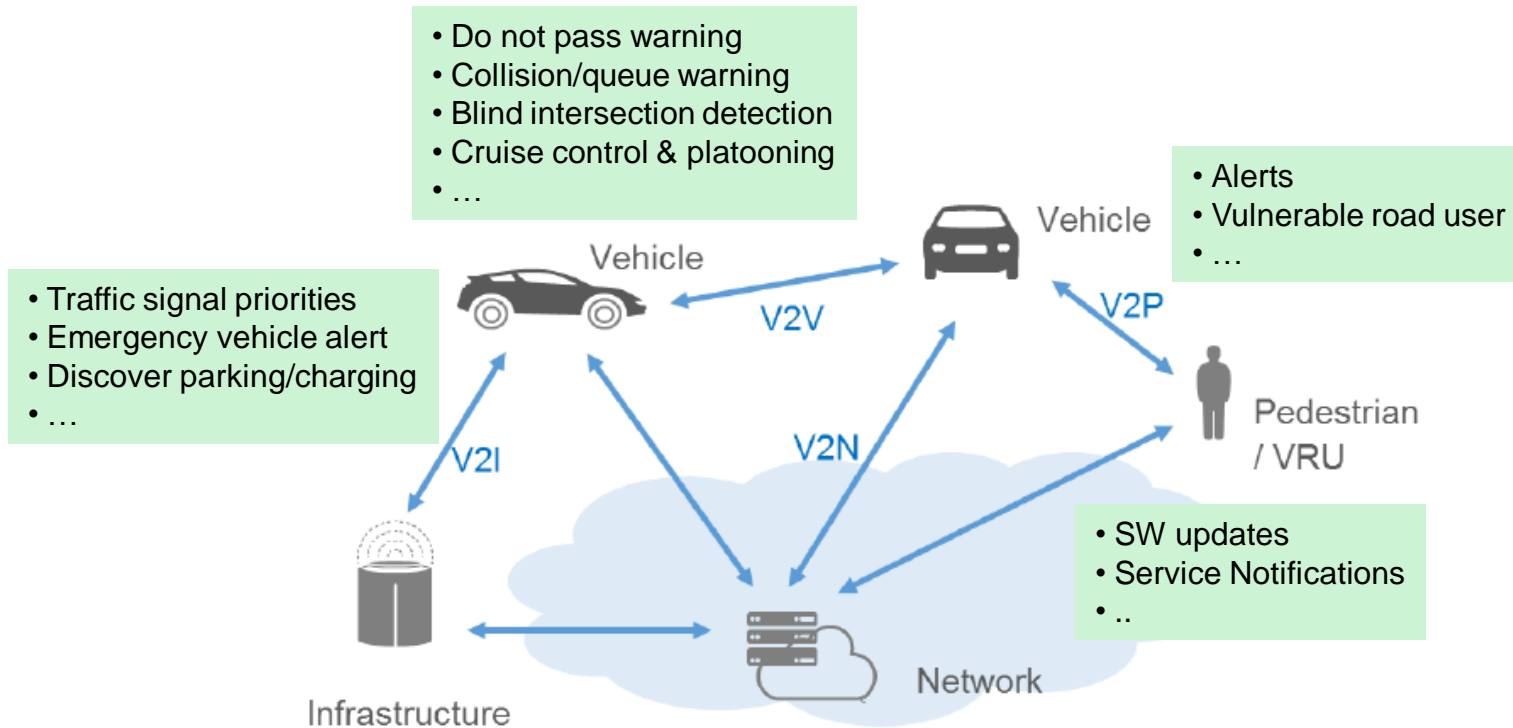 • Do not pass warning
• Collision/queue warning
• Blind intersection detection
• Cruise control & platooning
• …
• Alerts
• Vulnerable road user
• …
Vehicle
Vehicle
• Traffic signal priorities
• Emergency vehicle alert
• Discover parking/charging
• …
V2V
V2P
Pedestrian
/ VRU
V2I
V2N
• SW updates
• Service Notifications
• ..
Network
Infrastructure